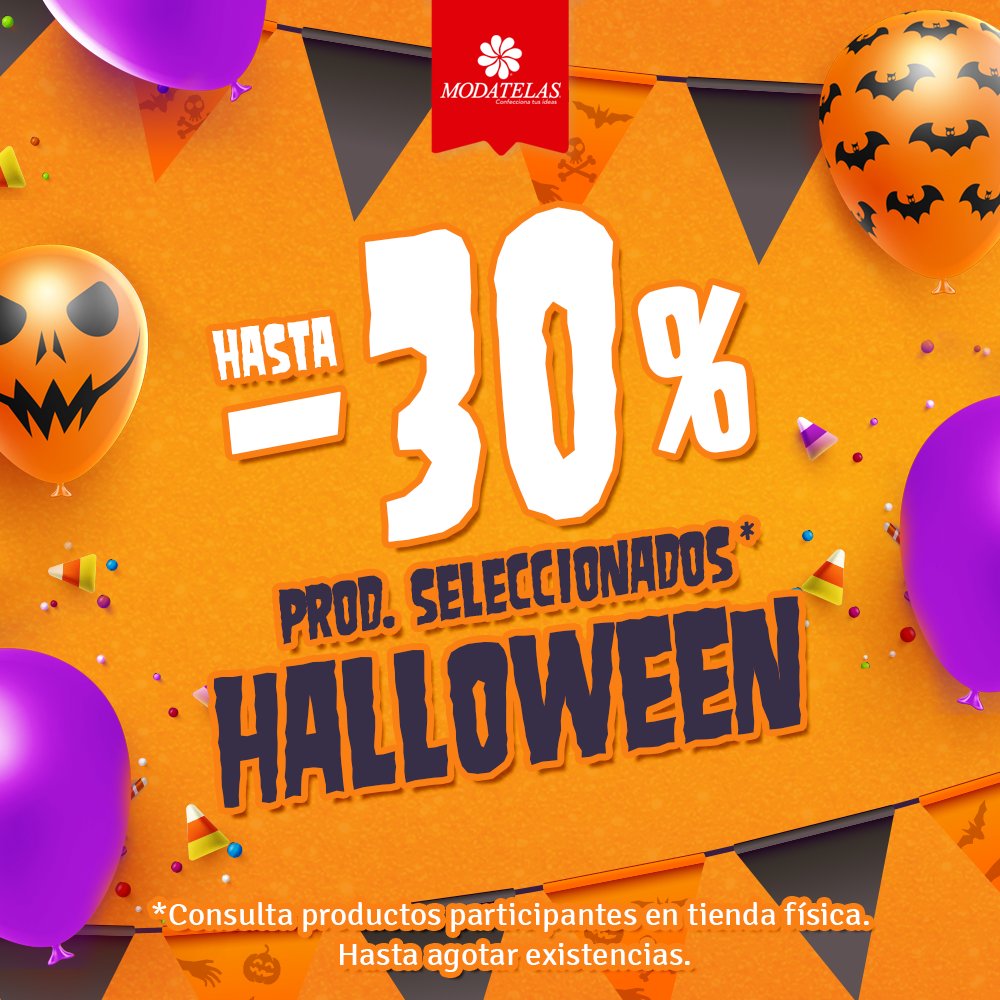 MODATELAS
Confecciona tus ideas
HASTA
-30%
PROD. SELECCIONADOS*
HALLOWEEN
*Consulta productos participantes en tienda física.
Hasta agotar existencias.